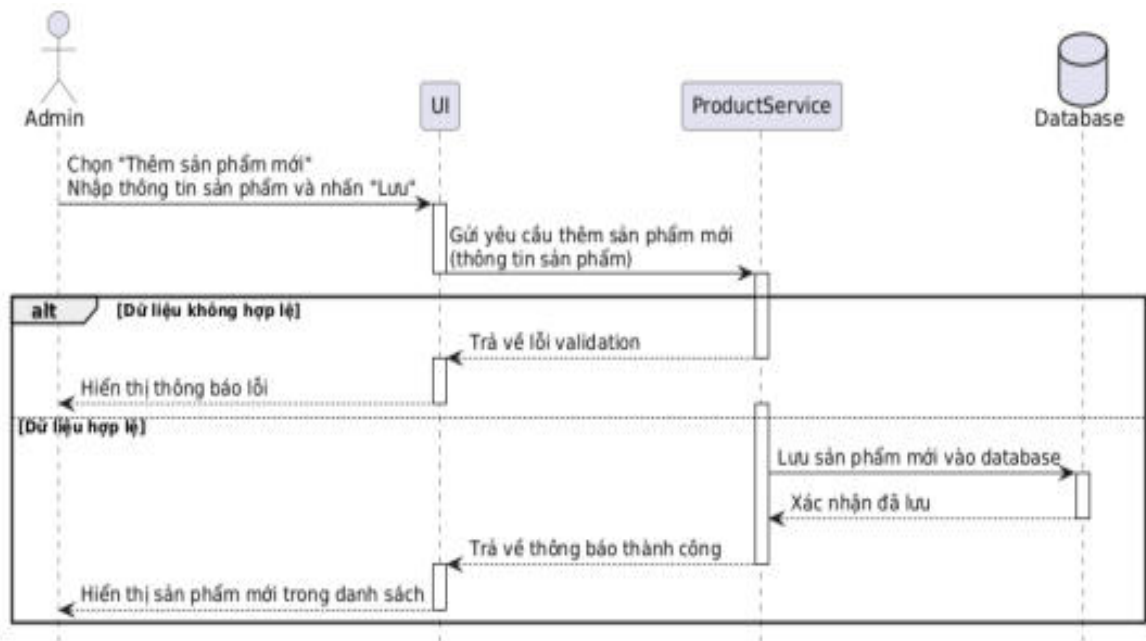 Admin
UI
ProductService
Database
Chọn "Thêm sản phẩm mới"
Nhập thông tin sản phẩm và nhấn "Lưu"
Gửi yêu cầu thêm sản phẩm mới
(thông tin sản phẩm)
alt [Dữ liệu không hợp lệ]
Trả về lỗi validation
Hiển thị thông báo lỗi
[Dữ liệu hợp lệ]
Lưu sản phẩm mới vào database
Xác nhận đã lưu
Trả về thông báo thành công
Hiển thị sản phẩm mới trong danh sách